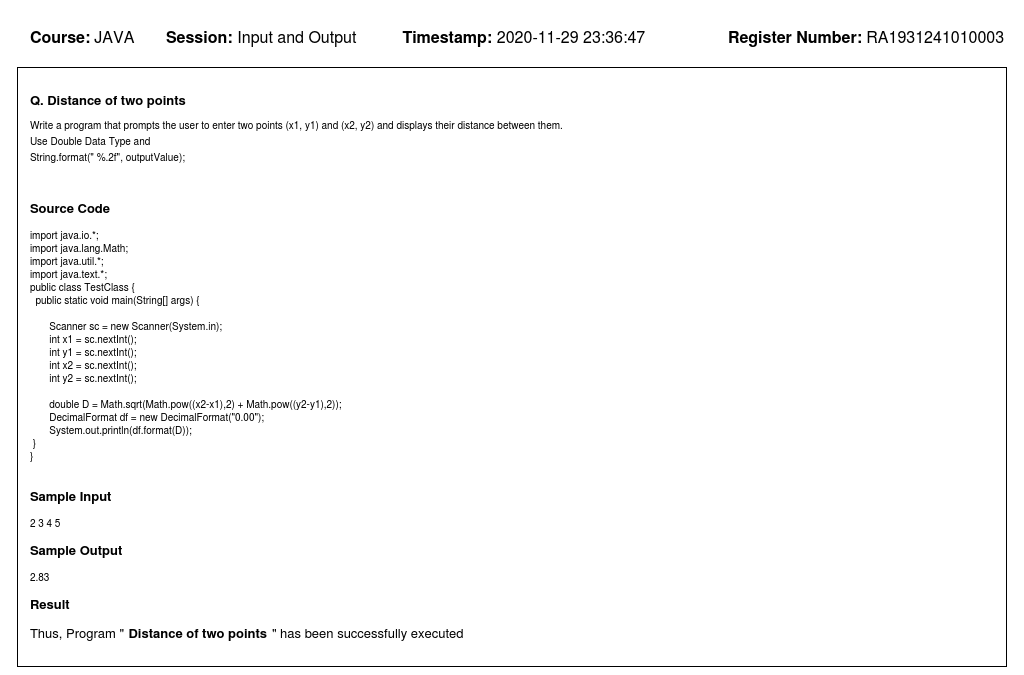 Course: JAVA Session: Input and Output Timestamp: 2020-11-29 23:36:47 Register Number: RA1931241010003
Q. Distance of two points
Write a program that prompts the user to enter two points (x1, y1) and (x2, y2) and displays their distance between them.
Use Double Data Type and
String.format(" %.2f", outputValue);
Source Code
import java.io.*;
import java.lang.Math;
import java.util.*;
import java.text.*;
public class TestClass {
  public static void main(String[] args) {
       Scanner sc = new Scanner(System.in);
       int x1 = sc.nextInt();
       int y1 = sc.nextInt();
       int x2 = sc.nextInt();
       int y2 = sc.nextInt();
       double D = Math.sqrt(Math.pow((x2-x1),2) + Math.pow((y2-y1),2));
       DecimalFormat df = new DecimalFormat("0.00");
       System.out.println(df.format(D));
 }
}
Sample Input
2 3 4 5
Sample Output
2.83
Result
Thus, Program " Distance of two points " has been successfully executed